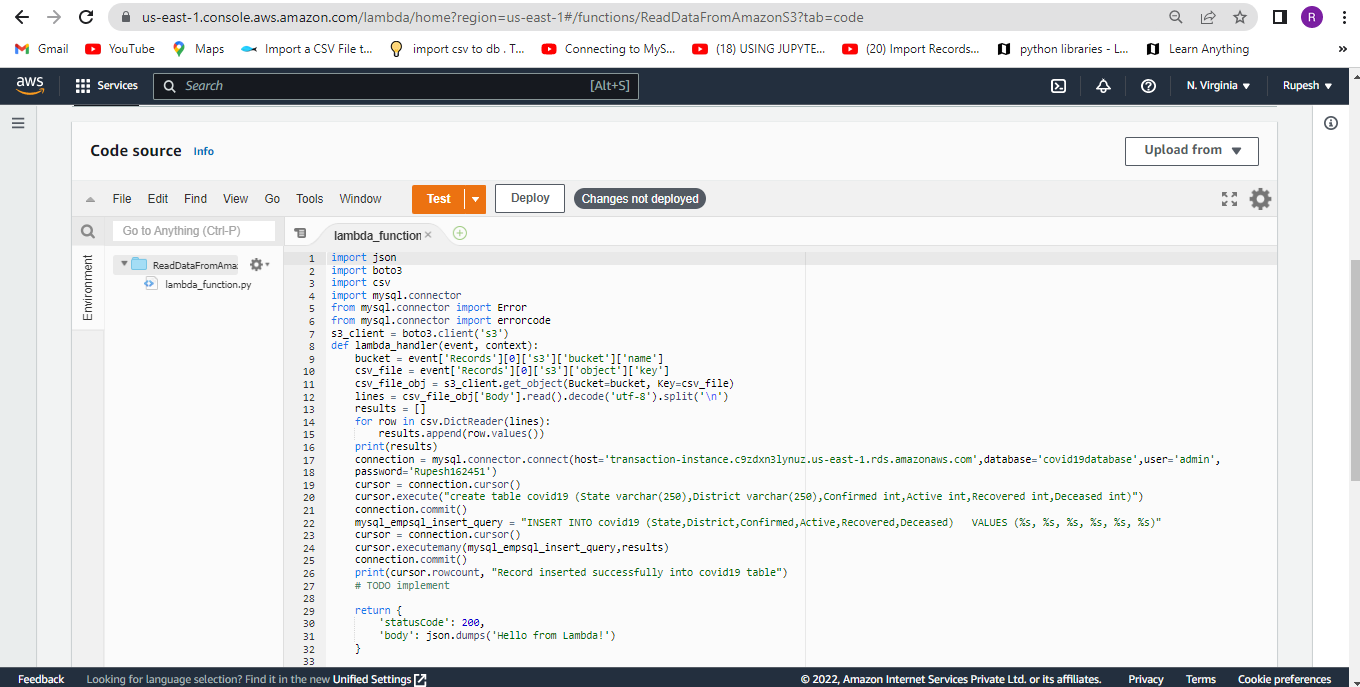 us-east-1.console.aws.amazon.com/lambda/home?region=us-east-1#/functions/ReadDataFromAmazonS3?tab=code
R
Gmail YouTube Maps Import a CSV File t... import csv to db . T... Connecting to MyS... (18) USING JUPYTE... (20) Import Records... python libraries - L... Learn Anything »
aws Services Search [Alt+S] N. Virginia Rupesh
Code source Info Upload from
File Edit Find View Go Tools Window Test Deploy Changes not deployed
Go to Anything (Ctrl-P) lambda_function ×
Environment
ReadDataFromAma:
lambda_function.py
1 import json
2 import boto3
3 import csv
4 import mysql.connector
5 from mysql.connector import Error
6 from mysql.connector import errorcode
7 s3_client = boto3.client('s3')
8 def lambda_handler(event, context):
9 bucket = event['Records'][0]['s3']['bucket']['name']
10 csv_file = event['Records'][0]['s3']['object']['key']
11 csv_file_obj = s3_client.get_object(Bucket=bucket, Key=csv_file)
12 lines = csv_file_obj['Body'].read().decode('utf-8').split('\n')
13 results = []
14 for row in csv.DictReader(lines):
15 results.append(row.values())
16 print(results)
17 connection = mysql.connector.connect(host='transaction-instance.c9zdxn3lynuz.us-east-1.rds.amazonaws.com',database='covid19database',user='admin',
18 password='Rupesh162451')
19 cursor = connection.cursor()
20 cursor.execute("create table covid19 (State varchar(250),District varchar(250),Confirmed int,Active int,Recovered int,Deceased int)")
21 connection.commit()
22 mysql_empsql_insert_query = "INSERT INTO covid19 (State,District,Confirmed,Active,Recovered,Deceased) VALUES (%s, %s, %s, %s, %s, %s)"
23 cursor = connection.cursor()
24 cursor.executemany(mysql_empsql_insert_query,results)
25 connection.commit()
26 print(cursor.rowcount, "Record inserted successfully into covid19 table")
27 # TODO implement
28
29 return {
30 'statusCode': 200,
31 'body': json.dumps('Hello from Lambda!')
32 }
33
Feedback Looking for language selection? Find it in the new Unified Settings © 2022, Amazon Internet Services Private Ltd. or its affiliates. Privacy Terms Cookie preferences